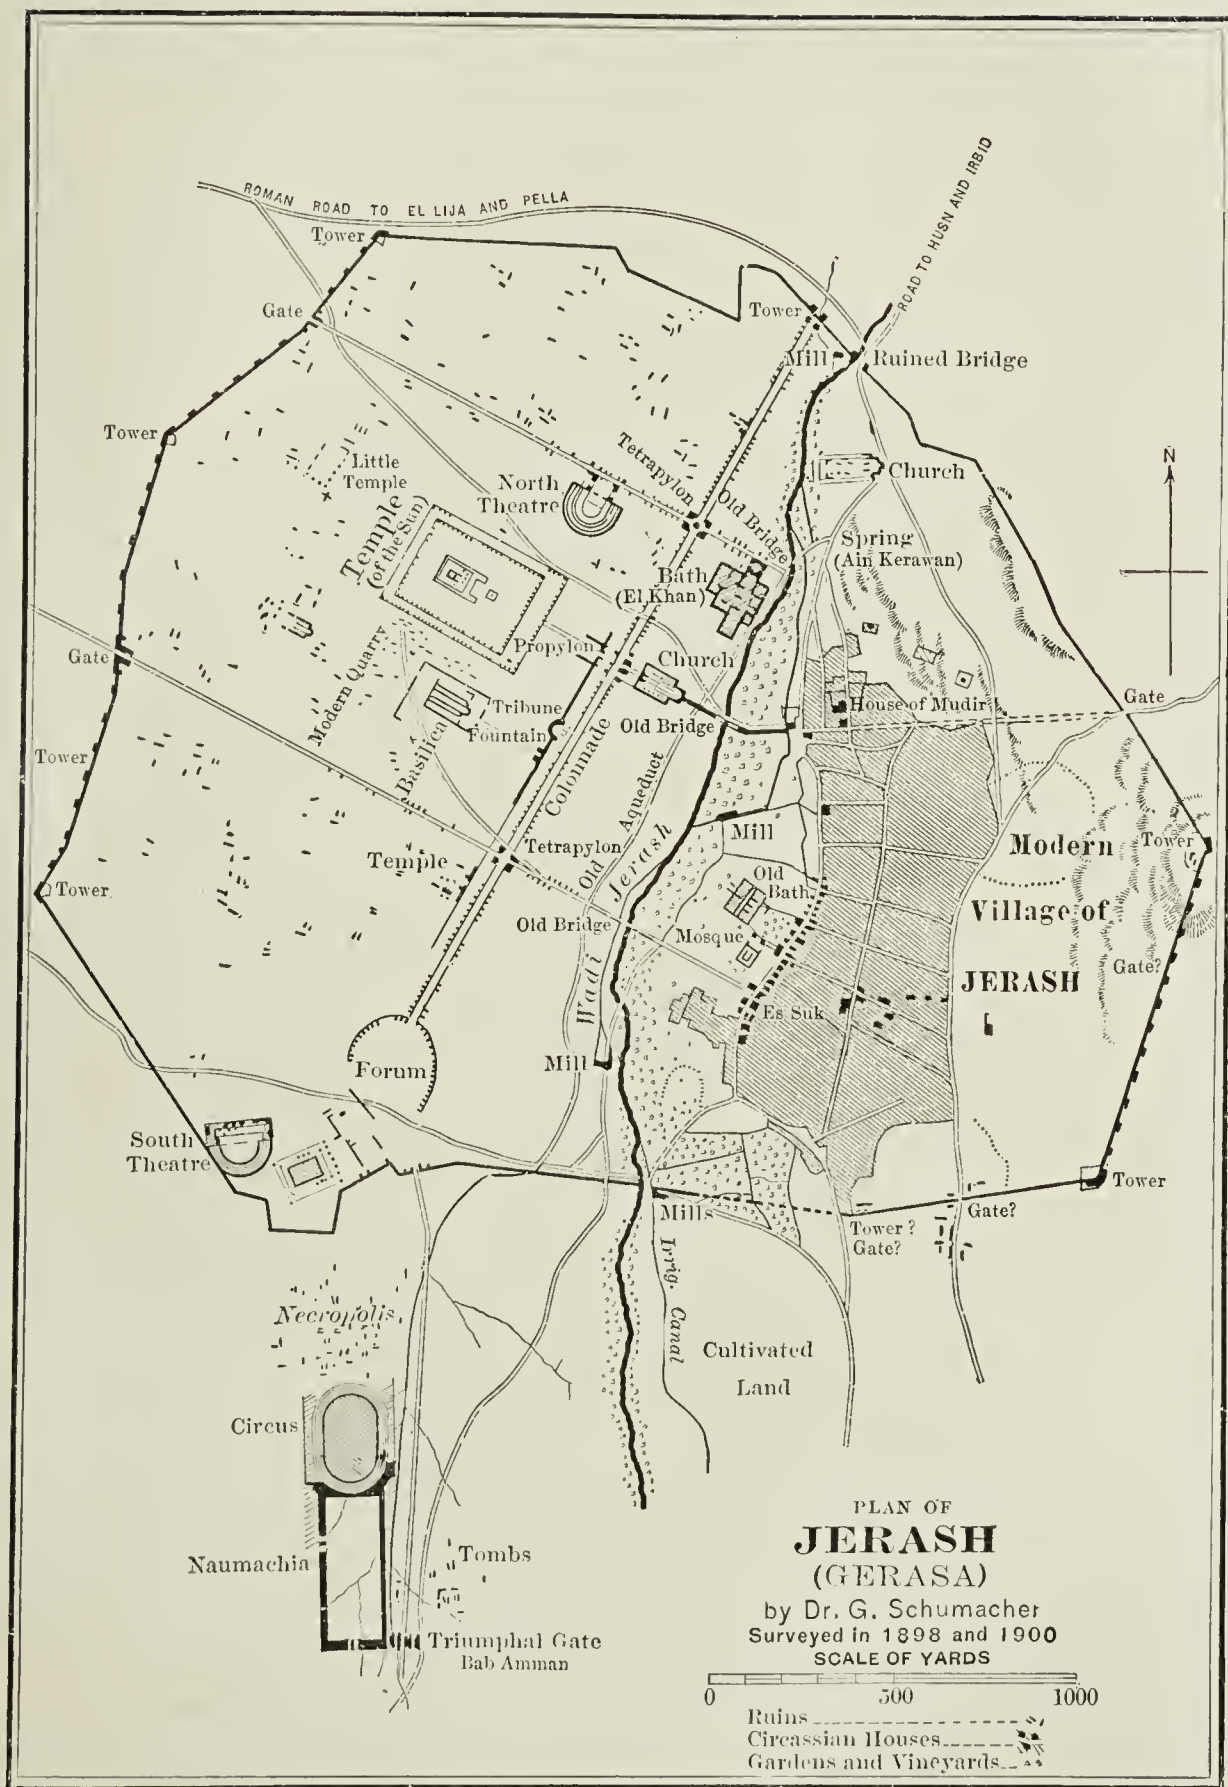 ROMAN ROAD TO EL LIJA AND PELLA
ROAD TO HUSN AND IRBID
Tower
Gate
Tower
Mill
Ruined Bridge
Tower
Little
Temple
North
Theatre
Tetrapylon
Old Bridge
Church
N
Temple
(of the Sun)
Spring
(Ain Kerawan)
Bath
(El Khan)
Gate
Propylon
Church
Modern Quarry
Tribune
Fountain
Basilica
Colonnade
Old Bridge
House of Mudir
Gate
Tower
Old Aqueduct
Wadi Jerash
Mill
Modern
Village of
JERASH
Tower
Temple
Tetrapylon
Old
Bath
Tower
Old Bridge
Mosque
Gate?
Es Suk
Forum
Mill
South
Theatre
Tower
Mills
Gate?
Tower?
Gate?
Irrig. Canal
Necropolis
Cultivated
Land
Circus
Naumachia
Tombs
Triumphal Gate
Bab Amman
PLAN OF
JERASH
(GERASA)
by Dr. G. Schumacher
Surveyed in 1898 and 1900
SCALE OF YARDS
0 500 1000
Ruins
Circassian Houses
Gardens and Vineyards